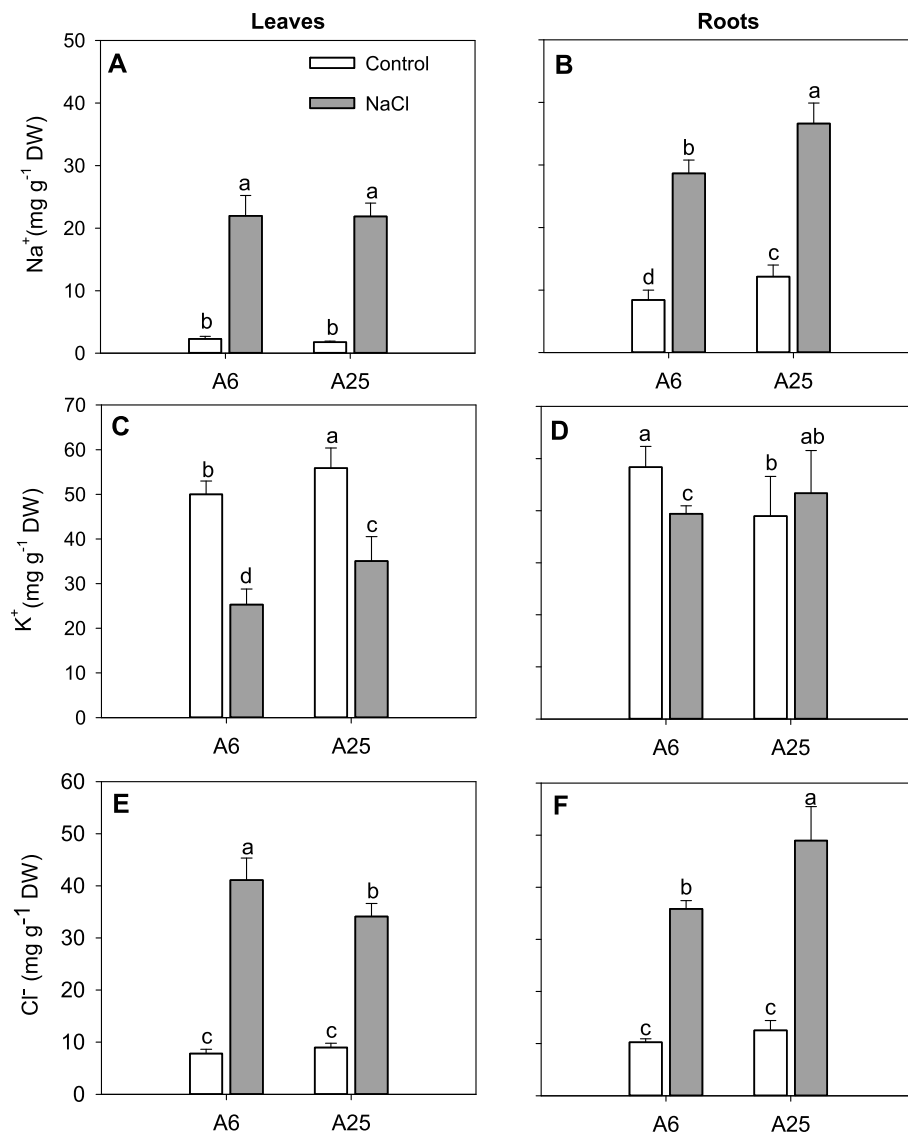 Leaves
Roots
A
Control
NaCl
50
40
30
20
10
0
Na⁺(mg g⁻¹ DW)
b
a
b
a
A6
A25
B
d
b
c
a
A6
A25
C
70
60
50
40
30
20
10
0
K⁺(mg g⁻¹ DW)
b
d
a
c
A6
A25
D
a
c
b
ab
A6
A25
E
60
50
40
30
20
10
0
Cl⁻ (mg g⁻¹ DW)
c
a
c
b
A6
A25
F
c
b
c
a
A6
A25